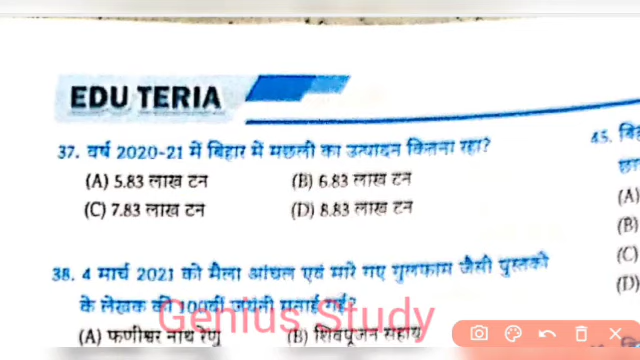 EDU TERIA
37. वर्ष 2020-21 में बिहार में मछली का उत्पादन कितना रहा?
(A) 5.83 लाख टन (B) 6.83 लाख टन
(C) 7.83 लाख टन (D) 8.83 लाख टन
38. 4 मार्च 2021 को मैला आंचल एवं मारे गए गुलफाम जैसी पुस्तकों
के लेखक की 100वीं जयंती मनाई गई?
(A) फणीश्वर नाथ रेणु (B) शिवपूजन सहाय
Genius Study
45.
(A)
(B)
(C)
(D)